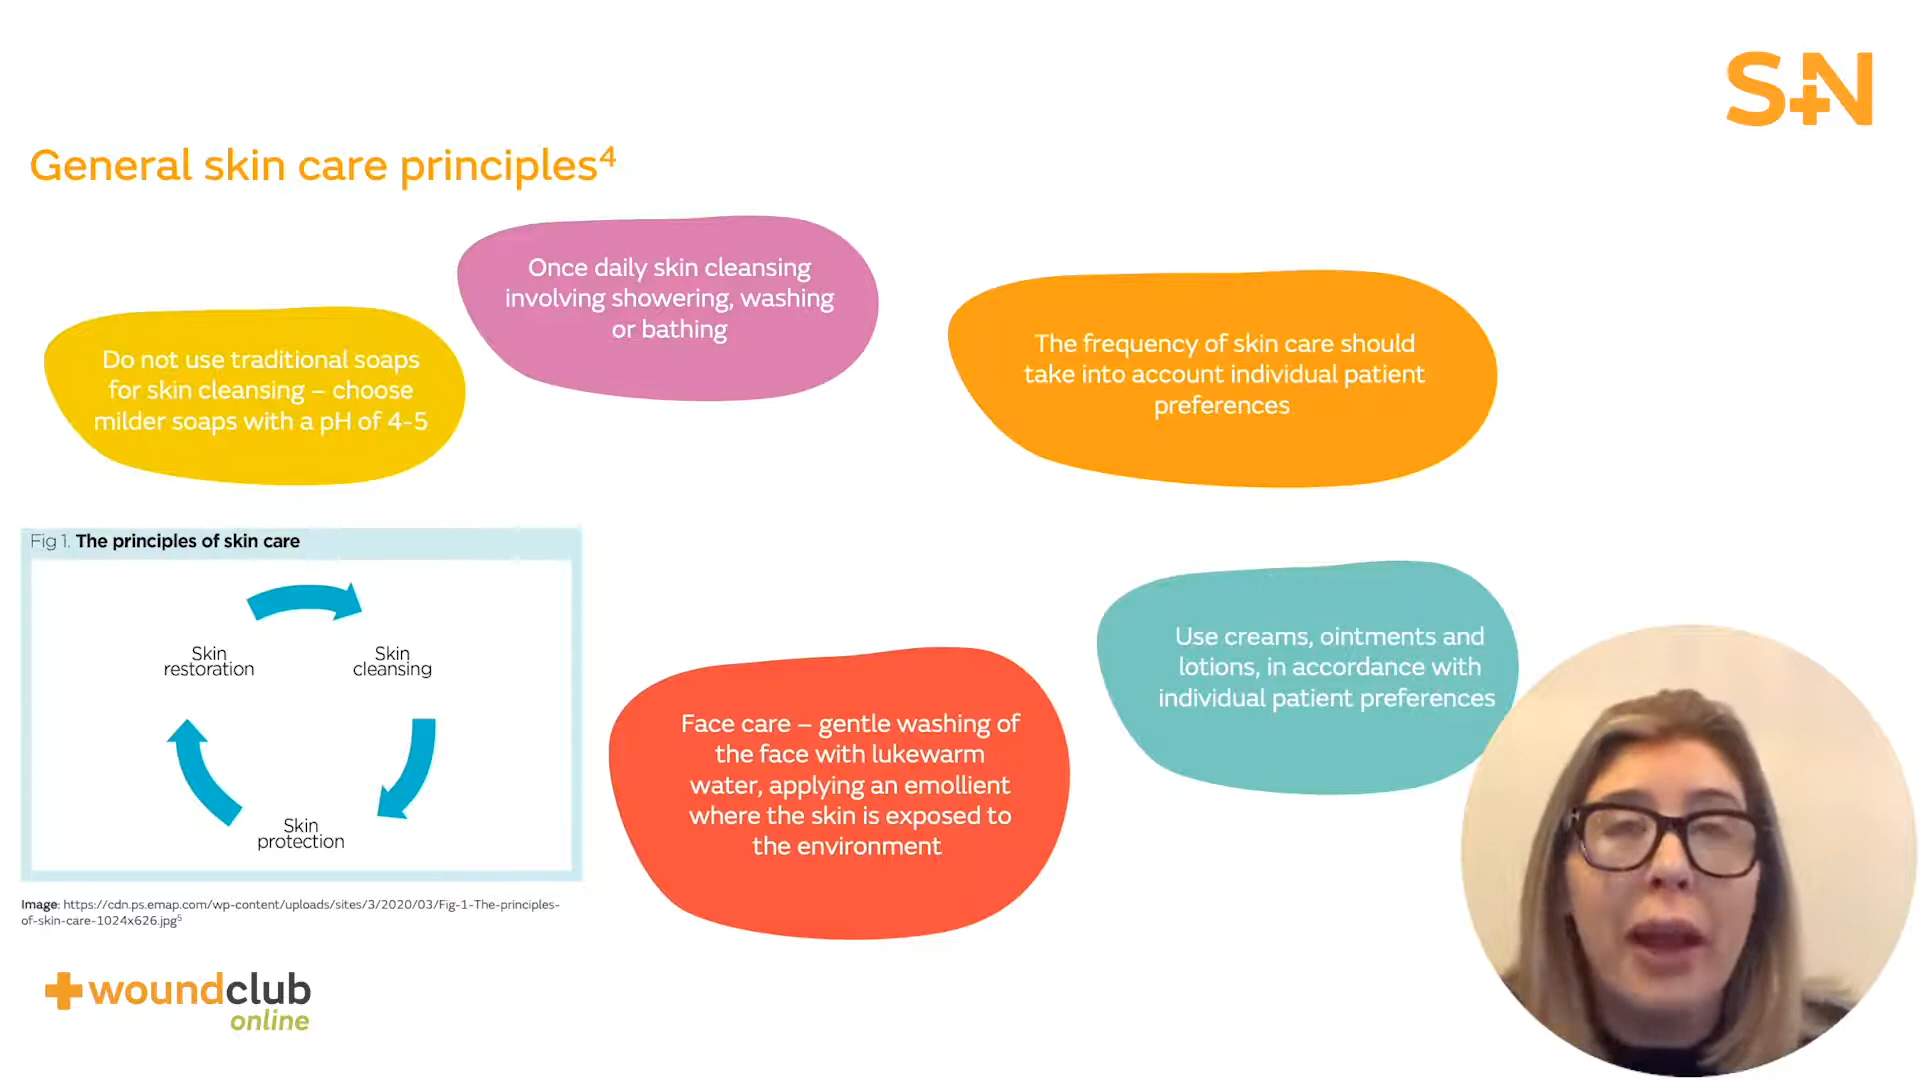 S+N
General skin care principles⁴
Once daily skin cleansing
involving showering, washing
or bathing
Do not use traditional soaps
for skin cleansing – choose
milder soaps with a pH of 4-5
The frequency of skin care should
take into account individual patient
preferences
Fig 1. The principles of skin care
Skin
restoration
Skin
cleansing
Skin
protection
Image: https://cdn.ps.emap.com/wp-content/uploads/sites/3/2020/03/Fig-1-The-principles-
of-skin-care-1024x626.jpg⁵
Face care – gentle washing of
the face with lukewarm
water, applying an emollient
where the skin is exposed to
the environment
Use creams, ointments and
lotions, in accordance with
individual patient preferences
woundclub
online